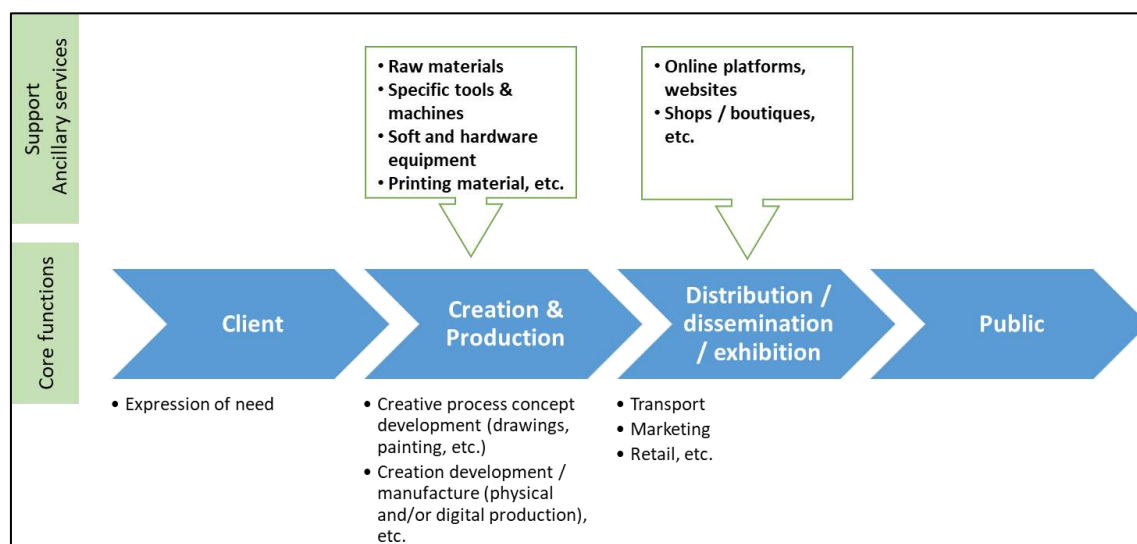 Support
Ancillary services
• Raw materials
• Specific tools &
machines
• Soft and hardware
equipment
• Printing material, etc.
• Online platforms,
websites
• Shops / boutiques,
etc.
Core functions
Client
Creation &
Production
Distribution /
dissemination
/ exhibition
Public
• Expression of need
• Creative process concept
development (drawings,
painting, etc.)
• Creation development /
manufacture (physical
and/or digital production),
etc.
• Transport
• Marketing
• Retail, etc.